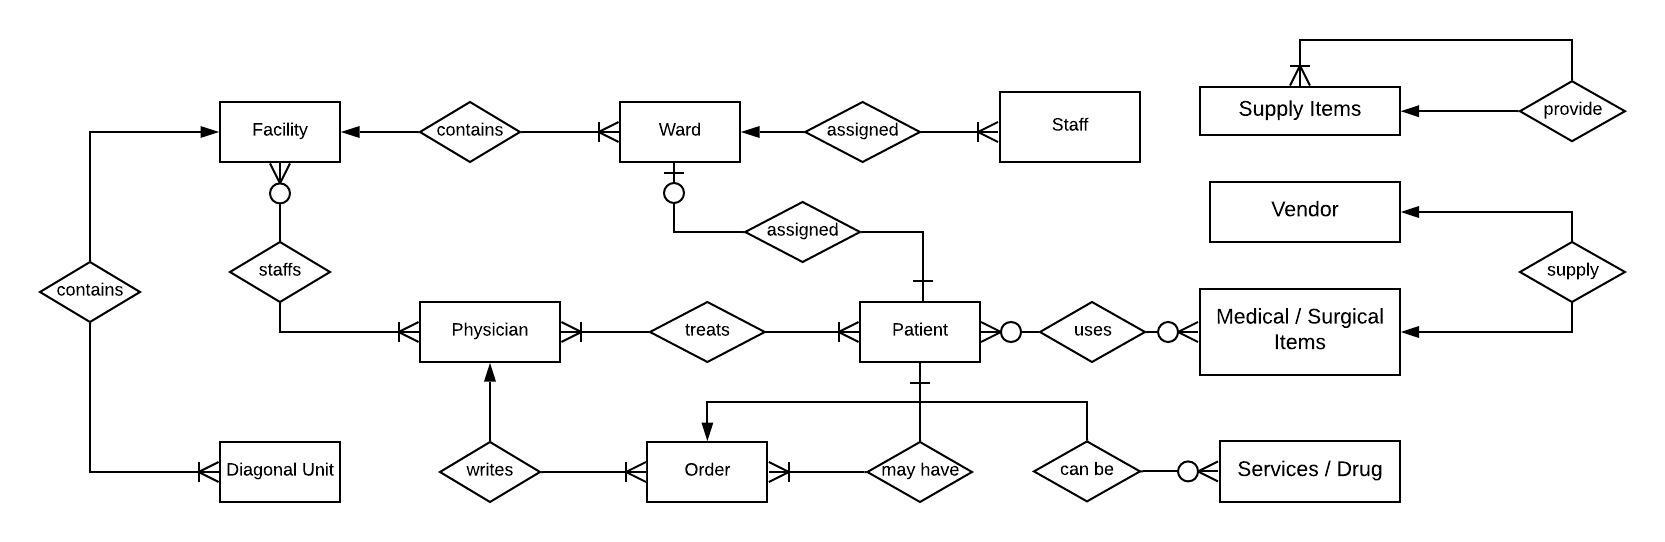 Supply Items
provide
Facility
contains
Ward
assigned
Staff
Vendor
assigned
staffs
supply
contains
Physician
treats
Patient
uses
Medical / Surgical
Items
Diagonal Unit
writes
Order
may have
can be
Services / Drug